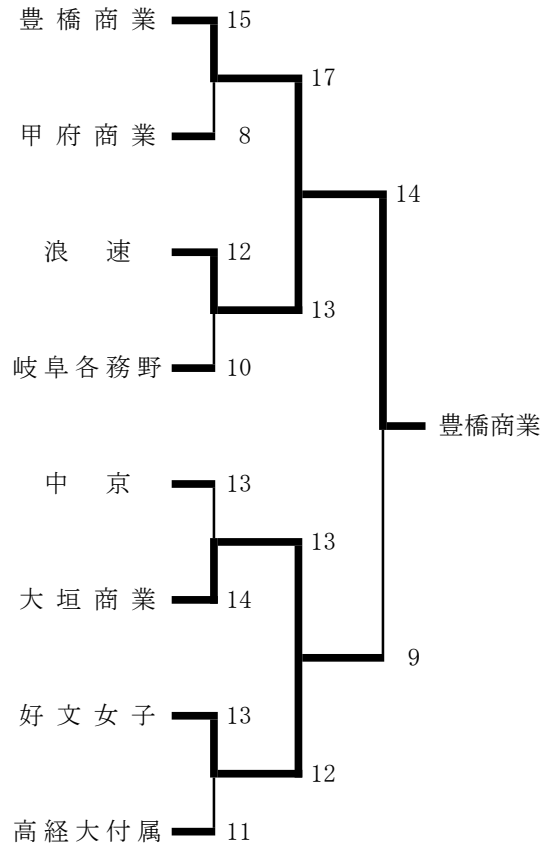 豊橋商業 15
17
甲府商業 8
14
浪速 12
13
岐阜各務野 10
豊橋商業
中京 13
13
大垣商業 14
9
好文女子 13
12
高経大付属 11